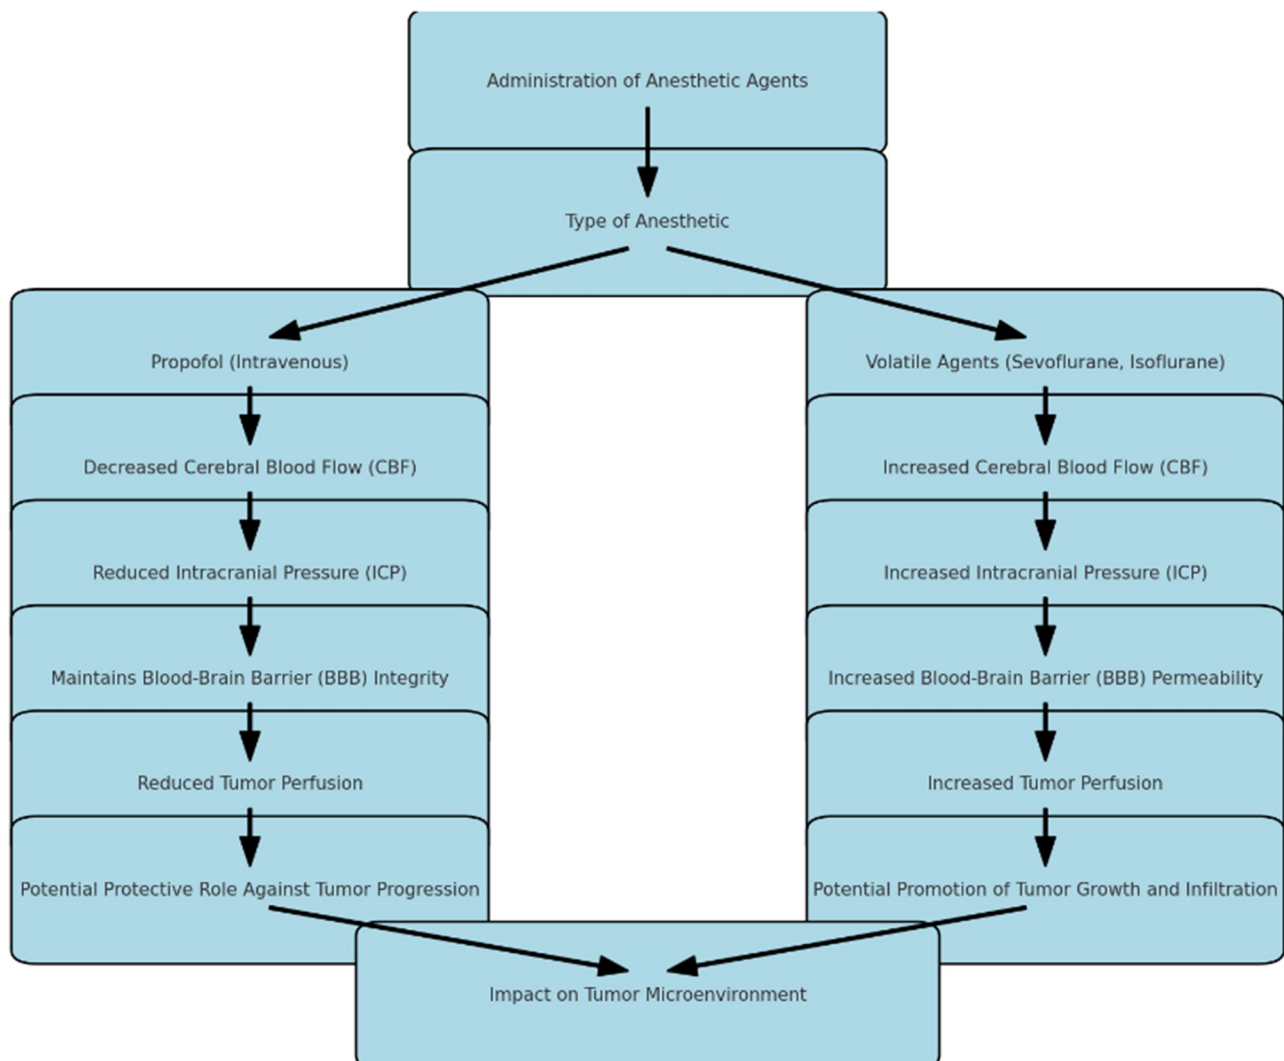 Administration of Anesthetic Agents
Type of Anesthetic
Propofol (Intravenous)
Decreased Cerebral Blood Flow (CBF)
Reduced Intracranial Pressure (ICP)
Maintains Blood-Brain Barrier (BBB) Integrity
Reduced Tumor Perfusion
Potential Protective Role Against Tumor Progression
Volatile Agents (Sevoflurane, Isoflurane)
Increased Cerebral Blood Flow (CBF)
Increased Intracranial Pressure (ICP)
Increased Blood-Brain Barrier (BBB) Permeability
Increased Tumor Perfusion
Potential Promotion of Tumor Growth and Infiltration
Impact on Tumor Microenvironment